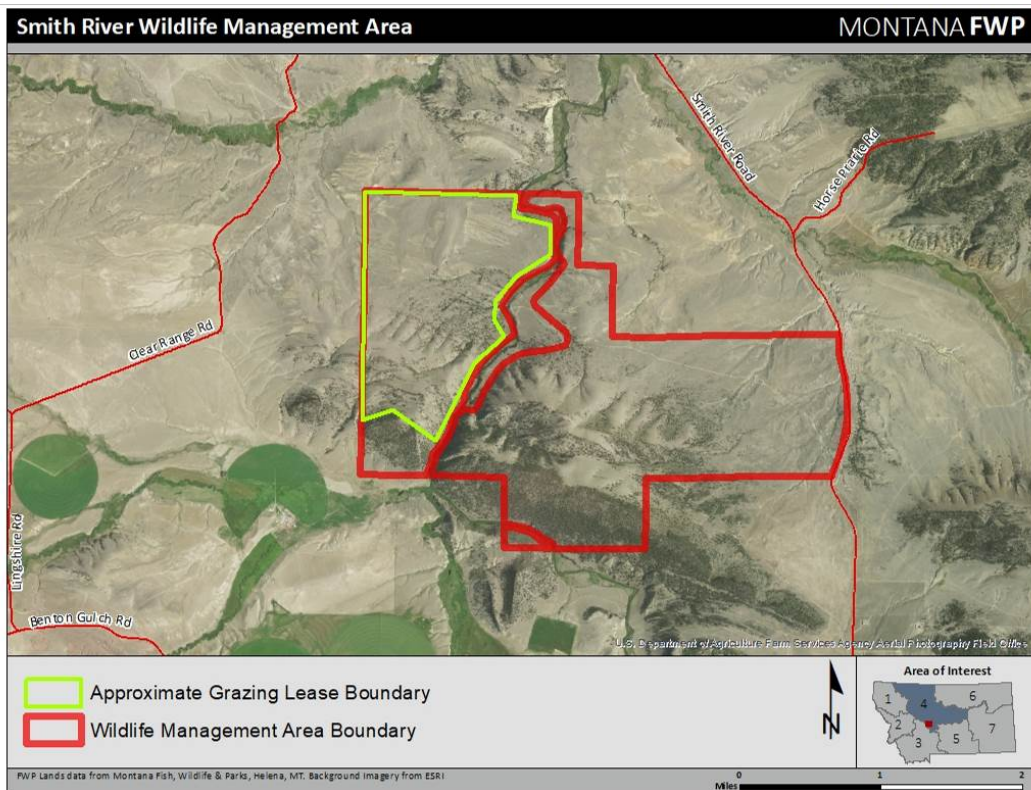 Smith River Wildlife Management Area
MONTANA FWP
Smith River Road
Horse Prairie Rd
Clear Range Rd
Lingshire Rd
Benton Gulch Rd
U.S. Department of Agriculture Farm Services Agency Aerial Photography Field Office
Approximate Grazing Lease Boundary
Wildlife Management Area Boundary
N
Area of Interest
1
4
6
2
7
3
5
FWP Lands data from Montana Fish, Wildlife & Parks, Helena, MT. Background Imagery from ESRI
0 1 2
Miles